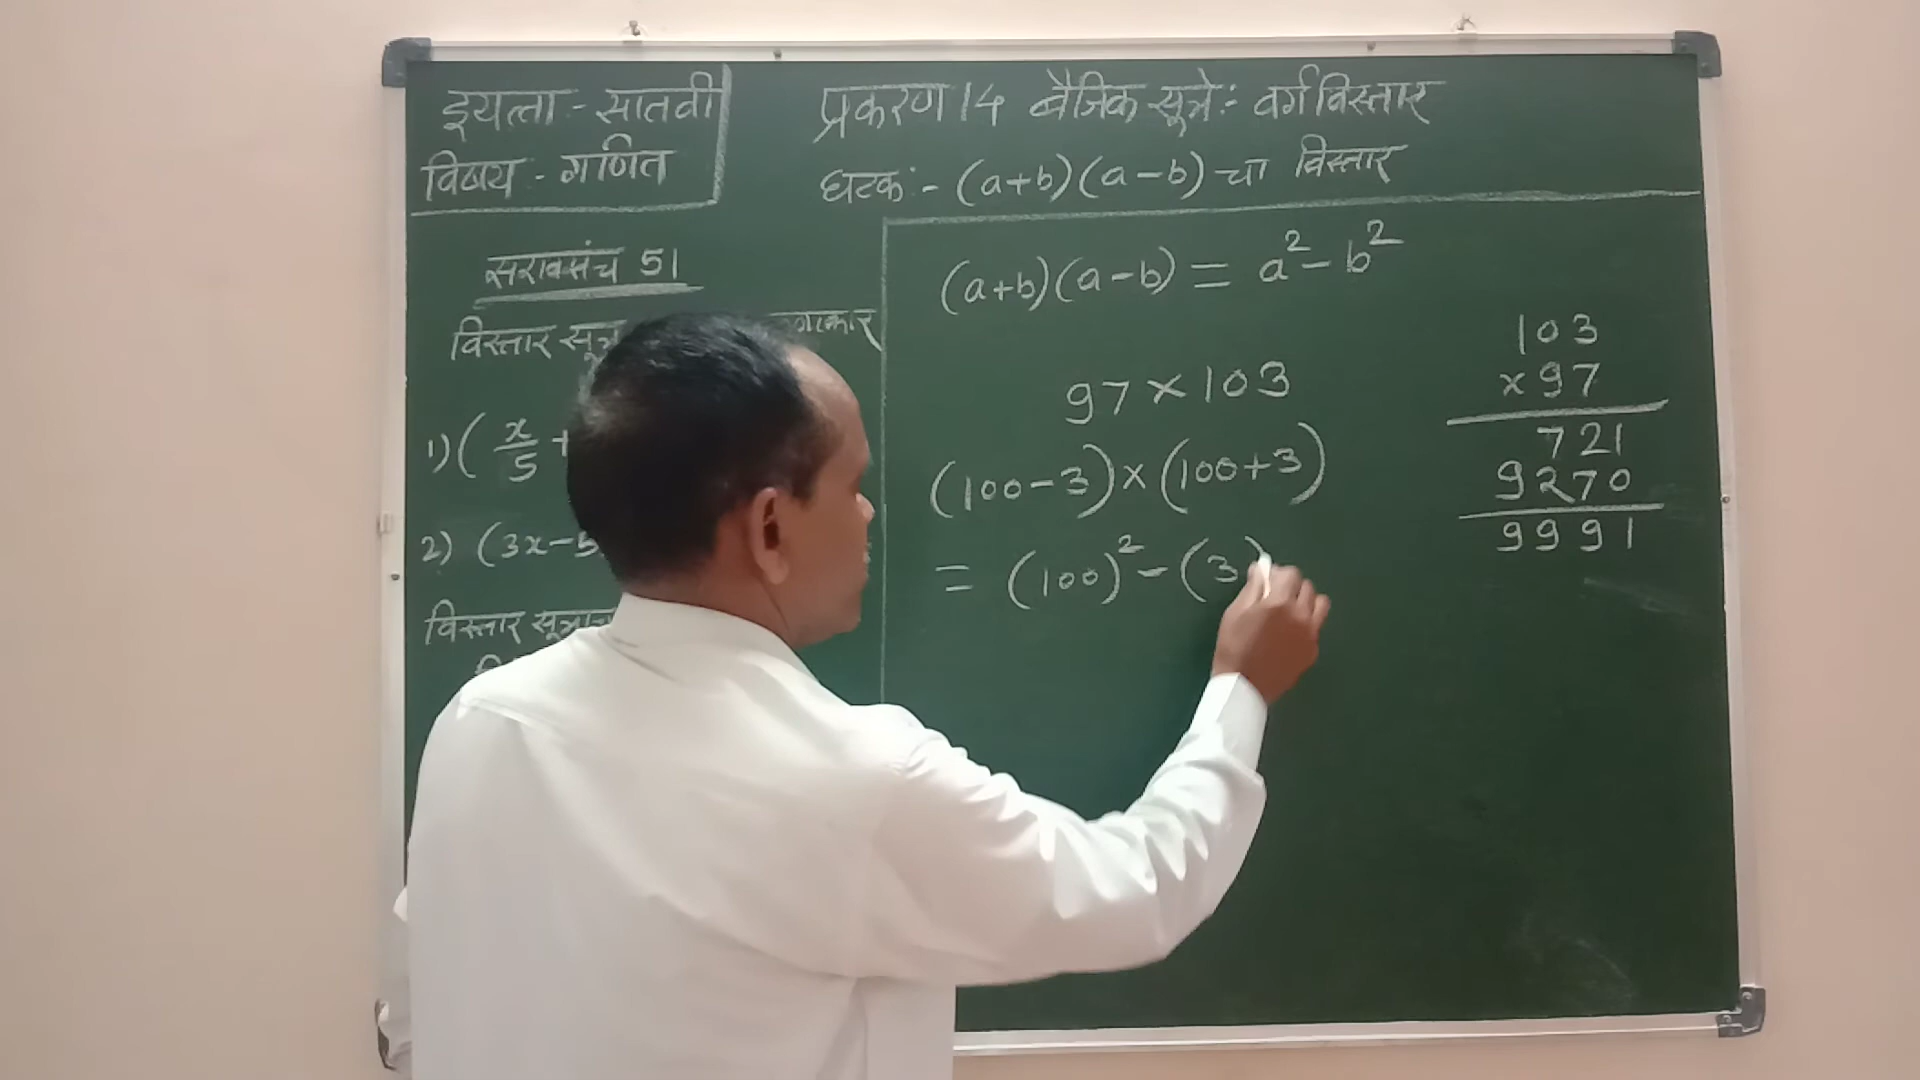 इयत्ता :- सातवी
विषय :- गणित
प्रकरण 14 बैजिक सूत्रे :- वर्ग विस्तार
घटक :- (a+b)(a-b) चा विस्तार
सरावसंच 51
विस्तार सूत्र
1) ( x/5 +
2) (3x-5
विस्तार
(a+b)(a-b) = a²-b²
97 × 103
(100-3)×(100+3)
= (100)² - (3)
103
×97
721
9270
9991